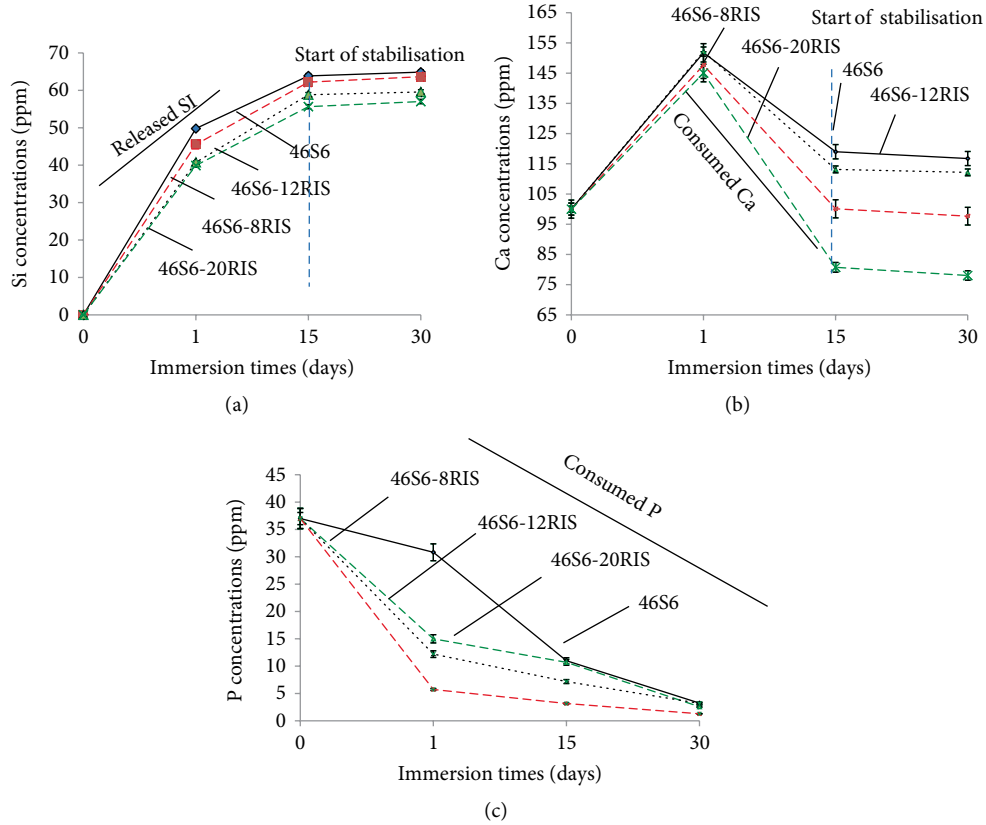 Start of stabilisation
Released SI
46S6
46S6-12RIS
46S6-8RIS
46S6-20RIS
Si concentrations (ppm)
70
60
50
40
30
20
10
0
0 1 15 30
Immersion times (days)
(a)
46S6-8RIS
Start of stabilisation
46S6-20RIS
46S6
46S6-12RIS
Consumed Ca
Ca concentrations (ppm)
165
155
145
135
125
115
105
95
85
75
65
0 1 15 30
Immersion times (days)
(b)
Consumed P
46S6-8RIS
46S6-12RIS
46S6-20RIS
46S6
P concentrations (ppm)
45
40
35
30
25
20
15
10
5
0
0 1 15 30
Immersion times (days)
(c)